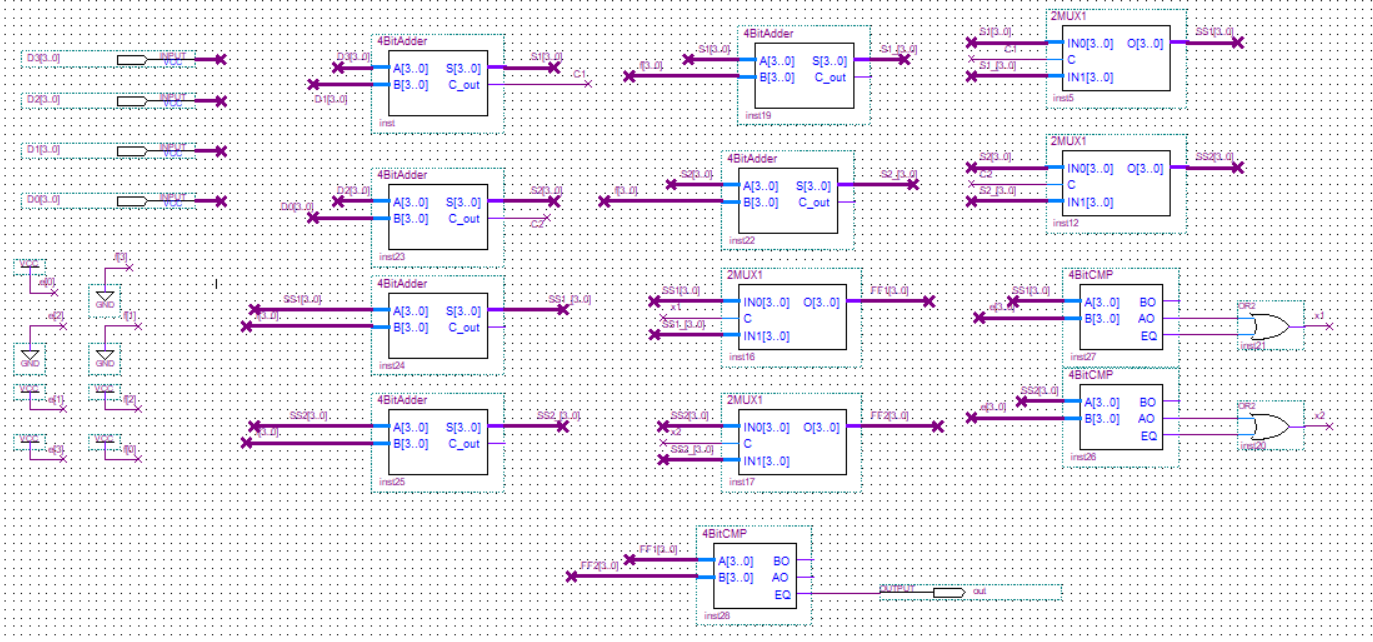 D3[3..0] INPUT VCC
D2[3..0] INPUT VCC
D1[3..0] INPUT VCC
D0[3..0] INPUT VCC
VCC
e[0]
f[3]
GND
e[2]
GND
f[1]
GND
VCC
e[1]
VCC
f[2]
VCC
e[3]
VCC
f[0]
4BitAdder
D3[3..0] A[3..0] S[3..0] S1[3..0]
D1[3..0] B[3..0] C_out C1
inst
4BitAdder
D2[3..0] A[3..0] S[3..0] S2[3..0]
D0[3..0] B[3..0] C_out C2
inst23
4BitAdder
SS1[3..0] A[3..0] S[3..0] SS1_[3..0]
f[3..0] B[3..0] C_out
inst24
4BitAdder
SS2[3..0] A[3..0] S[3..0] SS2_[3..0]
f[3..0] B[3..0] C_out
inst25
4BitAdder
S1[3..0] A[3..0] S[3..0] S1_[3..0]
f[3..0] B[3..0] C_out
inst19
4BitAdder
S2[3..0] A[3..0] S[3..0] S2_[3..0]
f[3..0] B[3..0] C_out
inst22
2MUX1
SS1[3..0] IN0[3..0] O[3..0] FF1[3..0]
x1 C
SS1_[3..0] IN1[3..0]
inst16
2MUX1
SS2[3..0] IN0[3..0] O[3..0] FF2[3..0]
x2 C
IN1[3..0]
inst17
2MUX1
S1[3..0] IN0[3..0] O[3..0] SS1[3..0]
C1 C
S1_[3..0] IN1[3..0]
inst5
2MUX1
S2[3..0] IN0[3..0] O[3..0] SS2[3..0]
C2 C
S2_[3..0] IN1[3..0]
inst12
4BitCMP
SS1[3..0] A[3..0] BO
e[3..0] B[3..0] AO
EQ
inst27
OR2
x1
inst21
4BitCMP
SS2[3..0] A[3..0] BO
e[3..0] B[3..0] AO
EQ
inst26
OR2
x2
inst20
4BitCMP
FF1[3..0] A[3..0] BO
FF2[3..0] B[3..0] AO
EQ
inst28
OUTPUT out